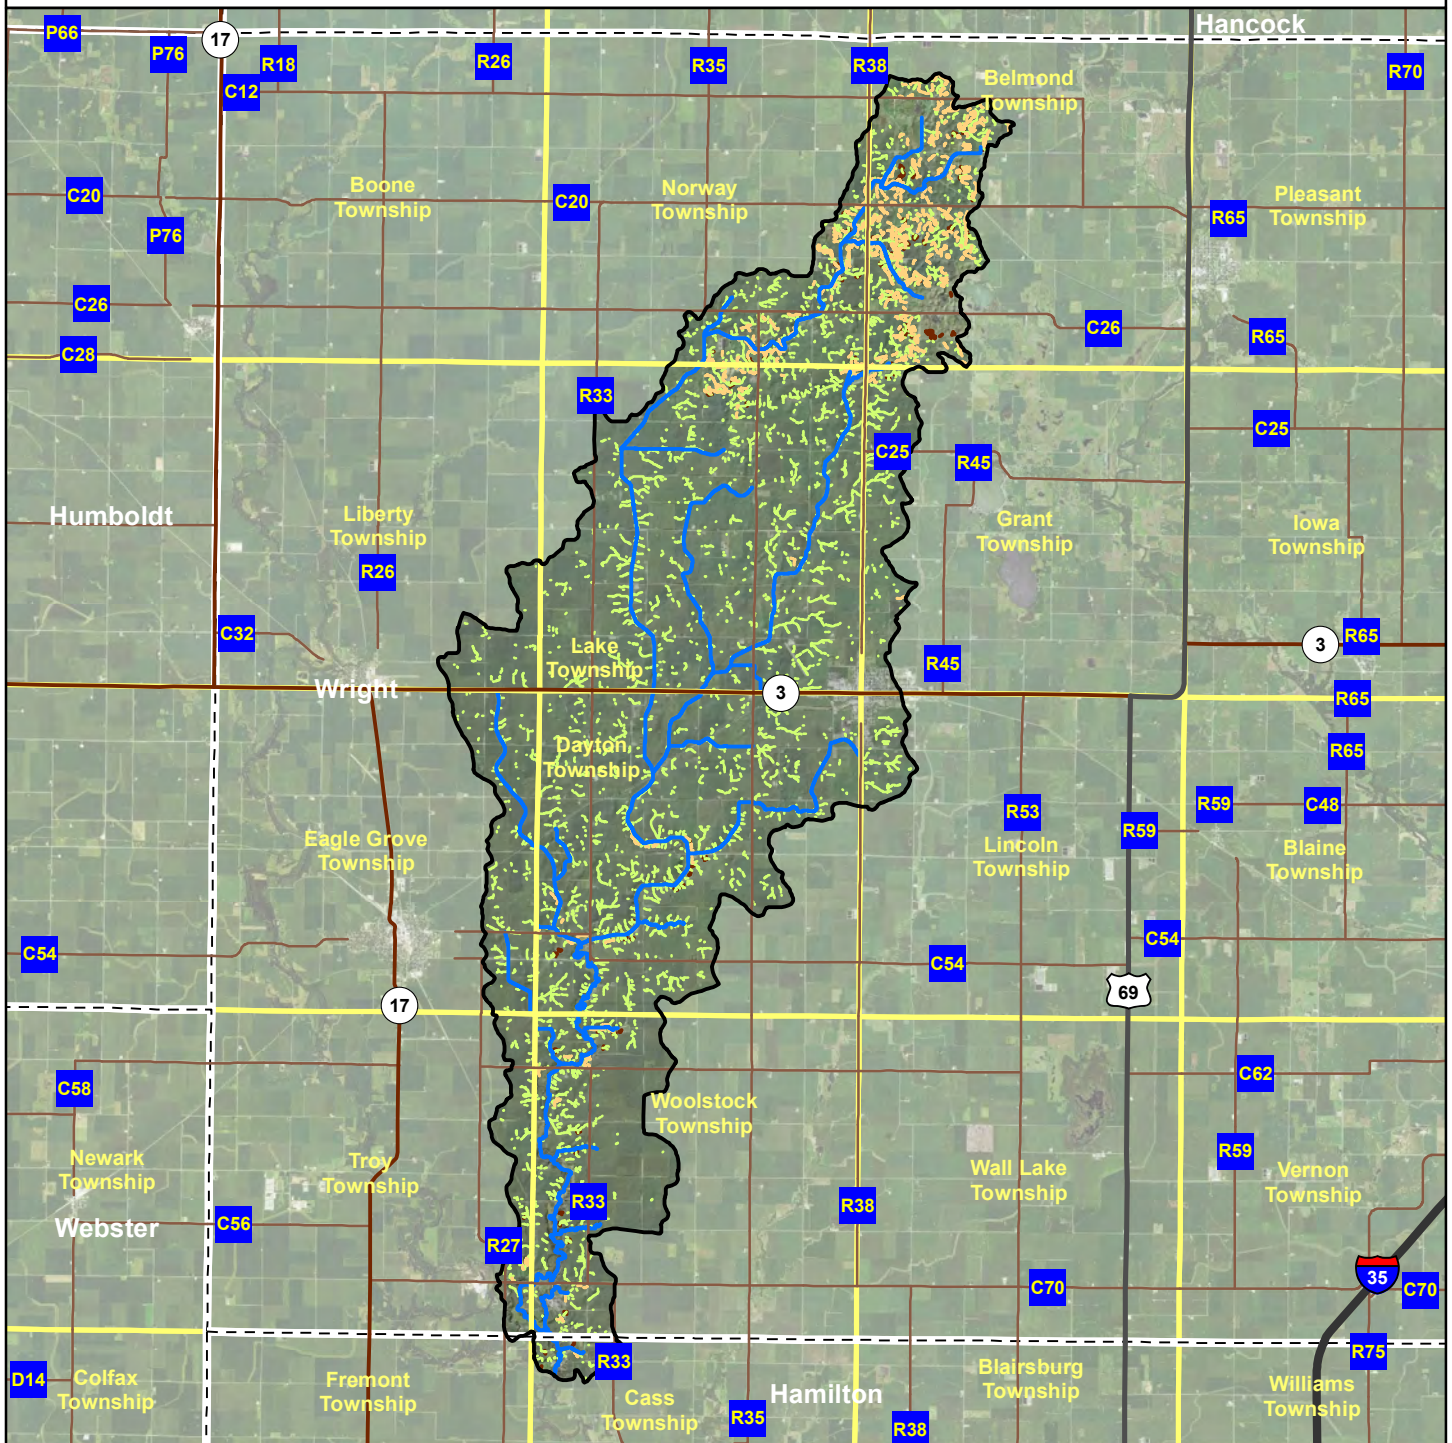 Hancock
P66
17
P76
R18
R26
R35
R38
Belmond
Township
R70
C12
C20
Boone
Township
C20
Norway
Township
Pleasant
Township
R65
P76
C26
C26
R65
C28
R33
C25
C25
R45
Humboldt
Liberty
Township
Grant
Township
Iowa
Township
R26
C32
Lake
Township
R45
3
R65
Wright
3
R65
Dayton
Township
R65
R53
R59
R59
C48
Eagle Grove
Township
Lincoln
Township
Blaine
Township
C54
C54
C54
17
69
C58
C62
Woolstock
Township
Newark
Township
Troy
Township
Wall Lake
Township
R59
Vernon
Township
Webster
C56
R33
R38
R27
C70
35
C70
R33
R75
D14
Colfax
Township
Fremont
Township
Cass
Township
Hamilton
Blairsburg
Township
Williams
Township
R35
R38